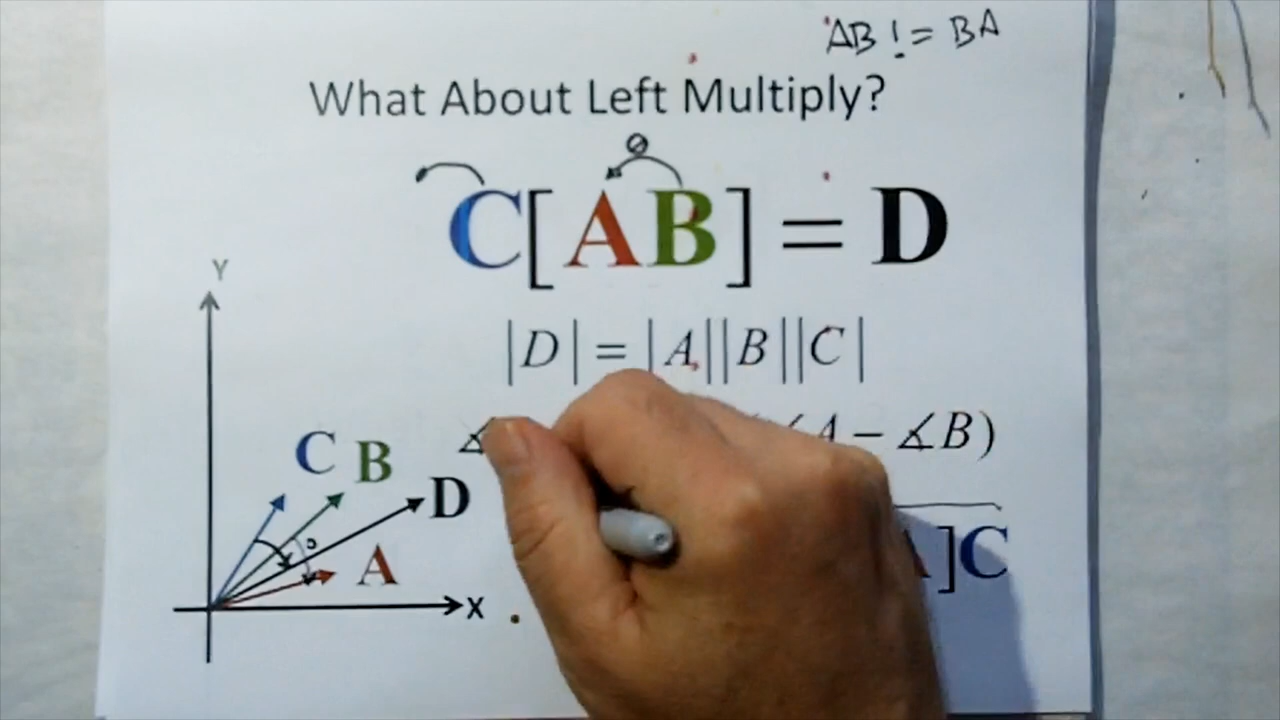 AB != BA
What About Left Multiply?
θ
C[AB] = D
|D| = |A||B||C|
∡ A − ∡B)
]C
Y
C B
D
A
X